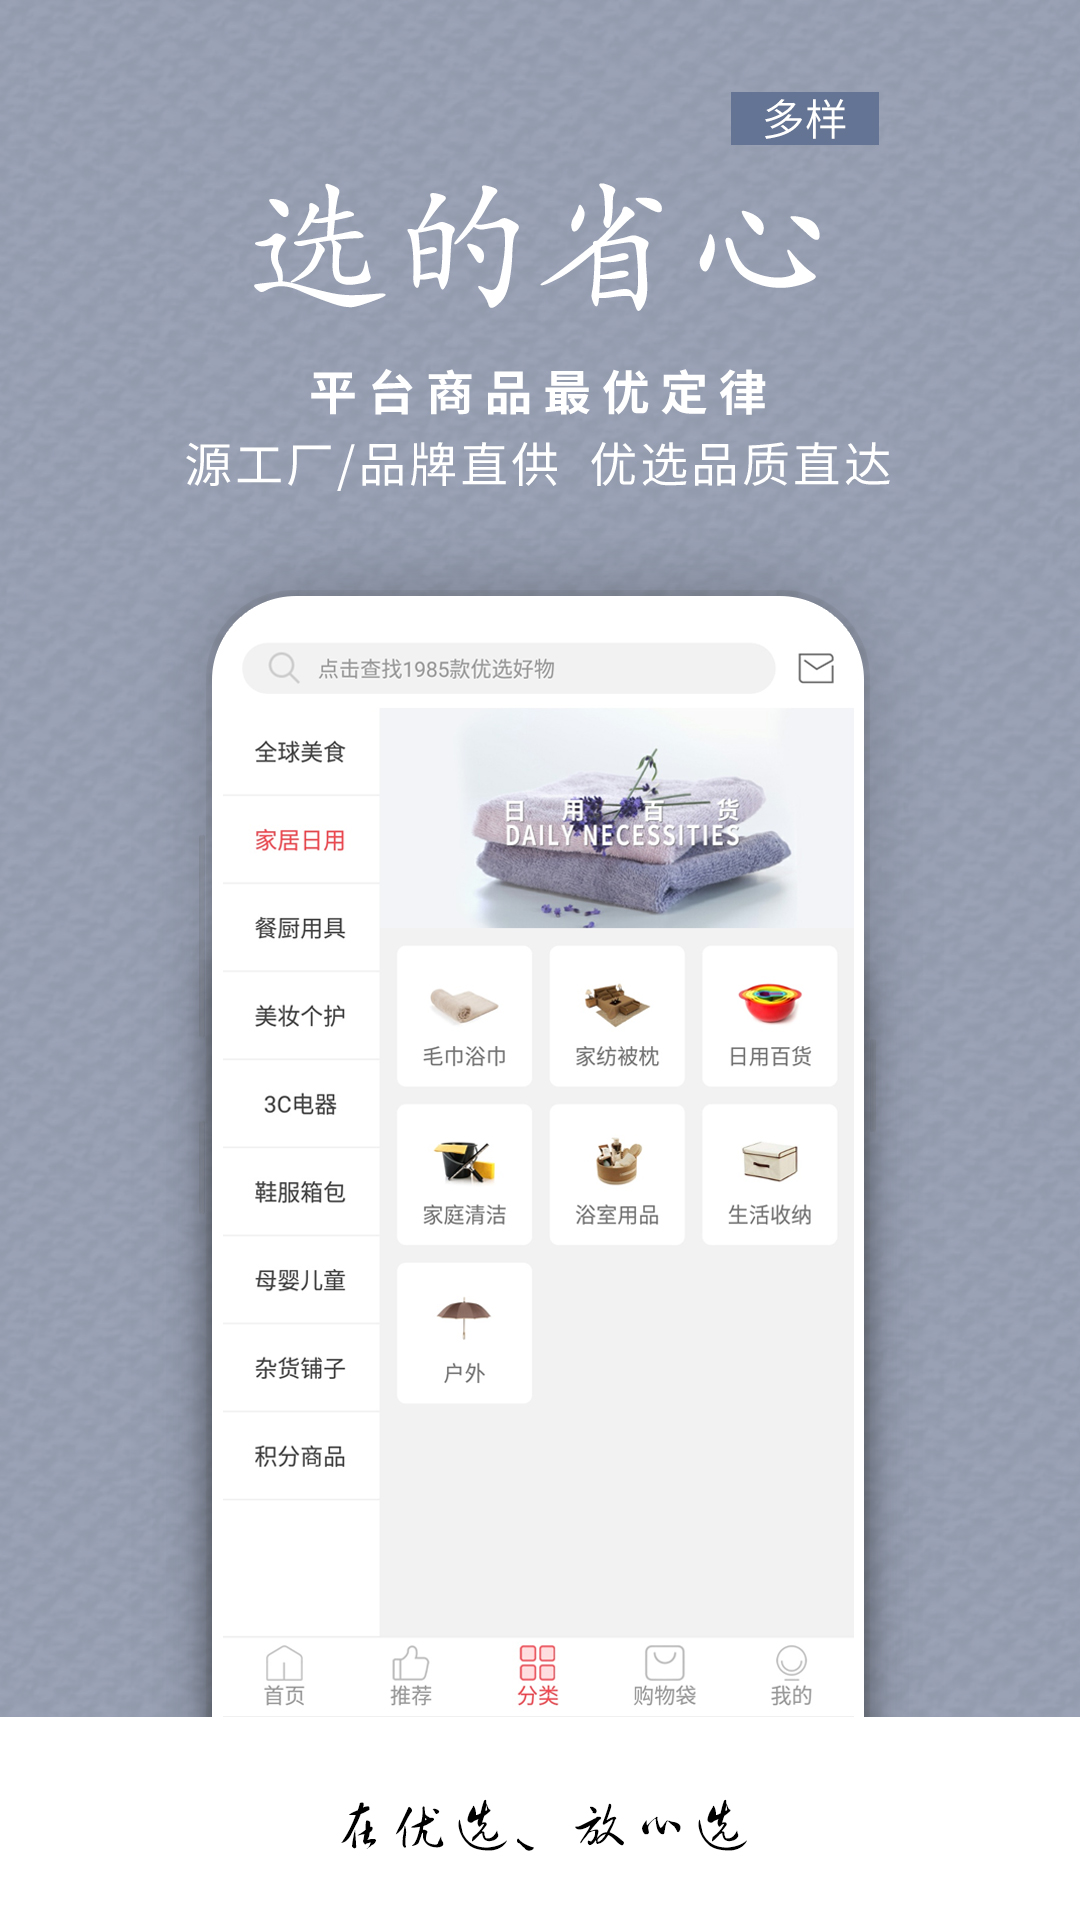 多样
选的省心
平台商品最优定律
源工厂/品牌直供 优选品质直达
点击查找1985款优选好物
全球美食
家居日用
餐厨用具
美妆个护
3C电器
鞋服箱包
母婴儿童
杂货铺子
积分商品
日用百货
DAILY NECESSITIES
毛巾浴巾 家纺被枕 日用百货
家庭清洁 浴室用品 生活收纳
户外
首页 推荐 分类 购物袋 我的
在优选、放心选